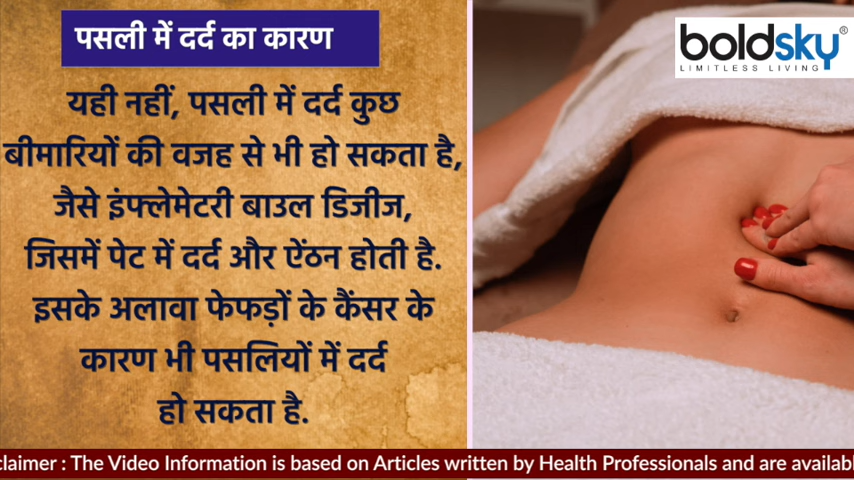 पसली में दर्द का कारण
यही नहीं, पसली में दर्द कुछ
बीमारियों की वजह से भी हो सकता है,
जैसे इंफ्लेमेटरी बाउल डिजीज,
जिसमें पेट में दर्द और ऐंठन होती है.
इसके अलावा फेफड़ों के कैंसर के
कारण भी पसलियों में दर्द
हो सकता है.
boldsky®
LIMITLESS LIVING
claimer : The Video Information is based on Articles written by Health Professionals and are availabl